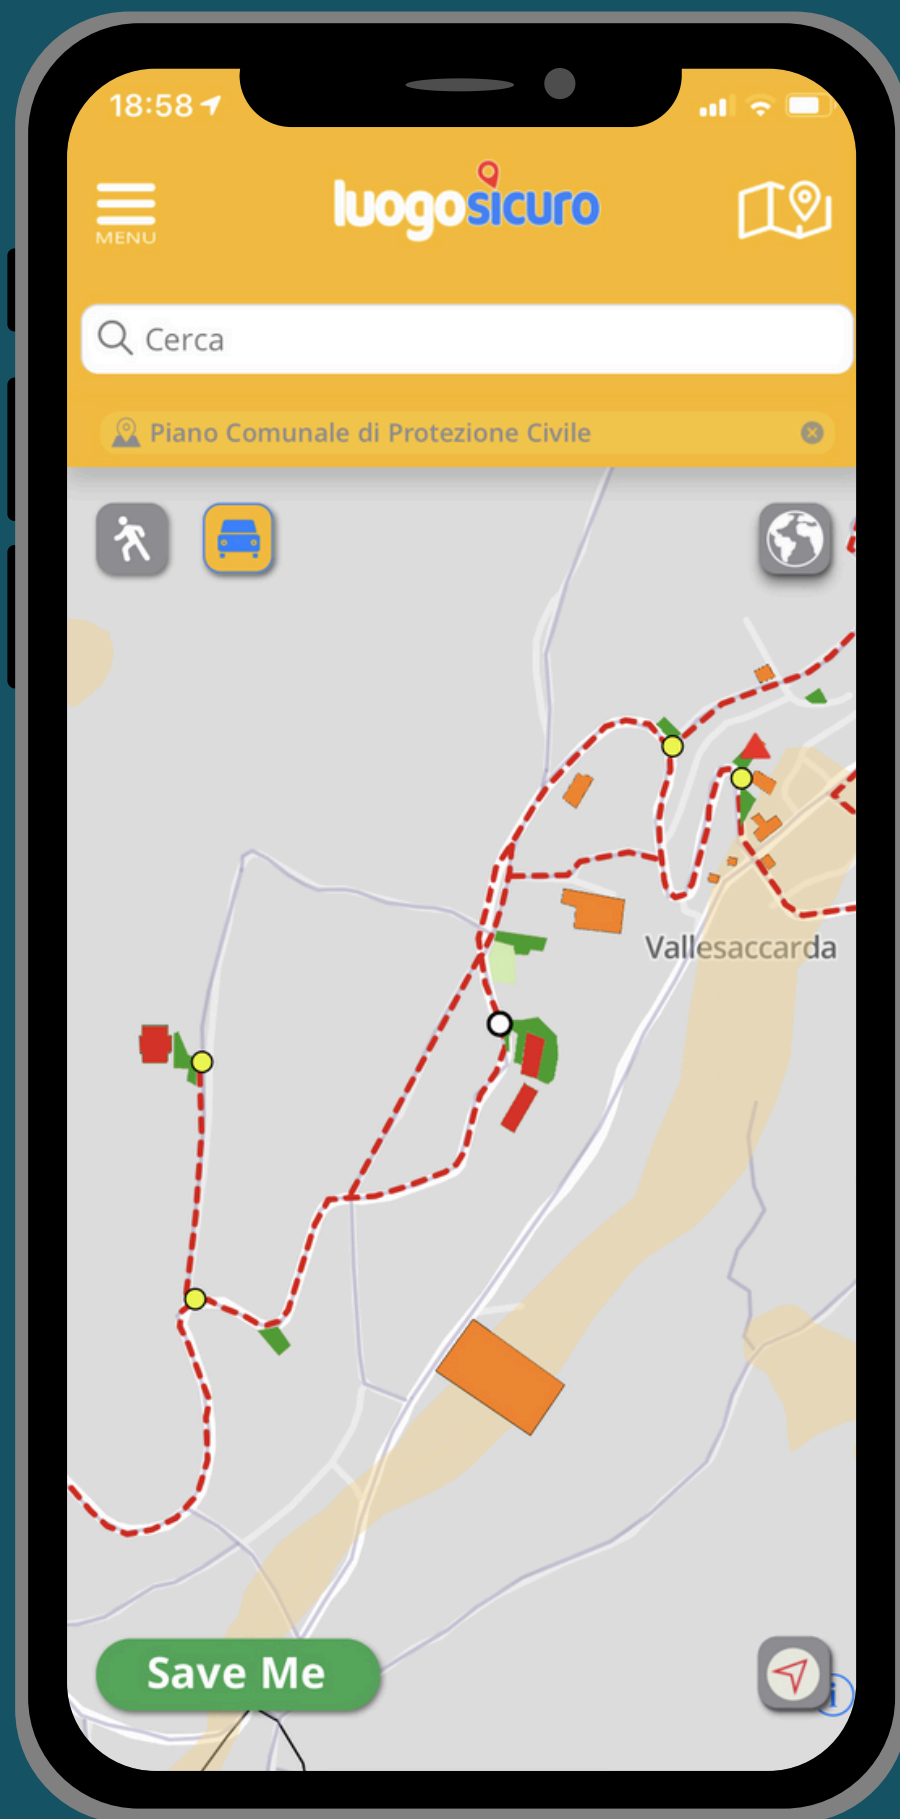 18:58
MENU
luogosicuro
Cerca
Piano Comunale di Protezione Civile
Vallesaccarda
Save Me
i